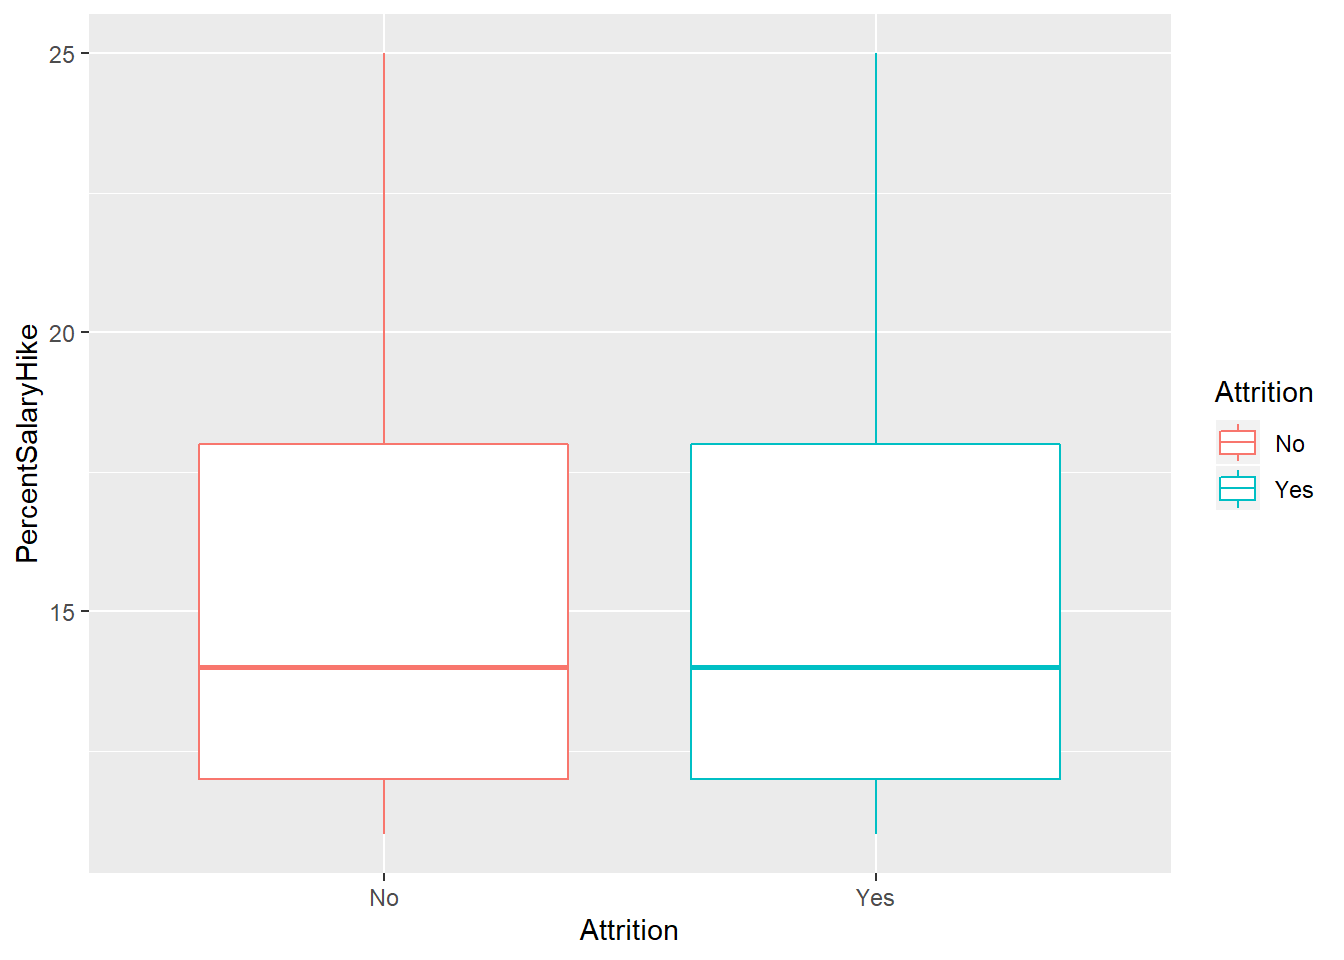 25
20
15
PercentSalaryHike
No
Yes
Attrition
Attrition
No
Yes